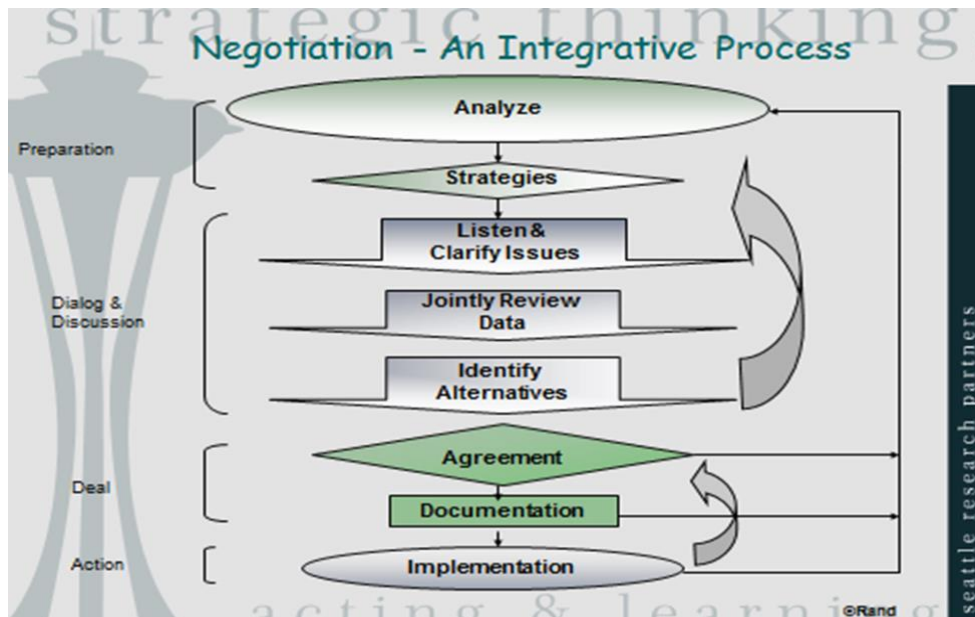 strategic thinking
Negotiation - An Integrative Process
Analyze
Preparation
Strategies
Listen &
Clarify Issues
Dialog &
Discussion
Jointly Review
Data
Identify
Alternatives
Agreement
Deal
Documentation
Action
Implementation
acting & learning
©Rand
seattle research partners